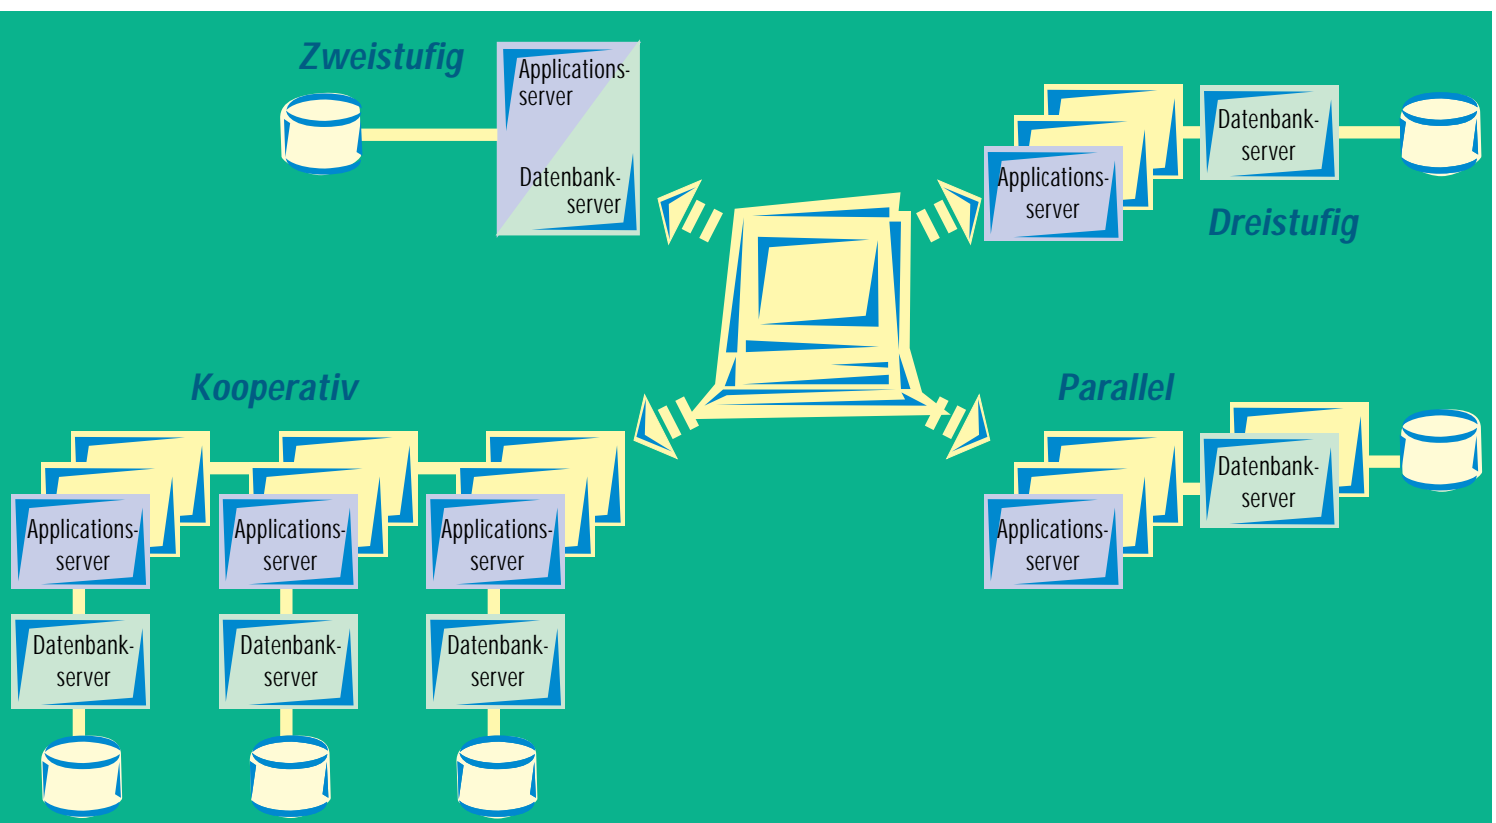 Zweistufig
Applications-
server
Datenbank-
server
Applications-
server
Datenbank-
server
Dreistufig
Kooperativ
Applications-
server
Applications-
server
Applications-
server
Datenbank-
server
Datenbank-
server
Datenbank-
server
Parallel
Applications-
server
Datenbank-
server